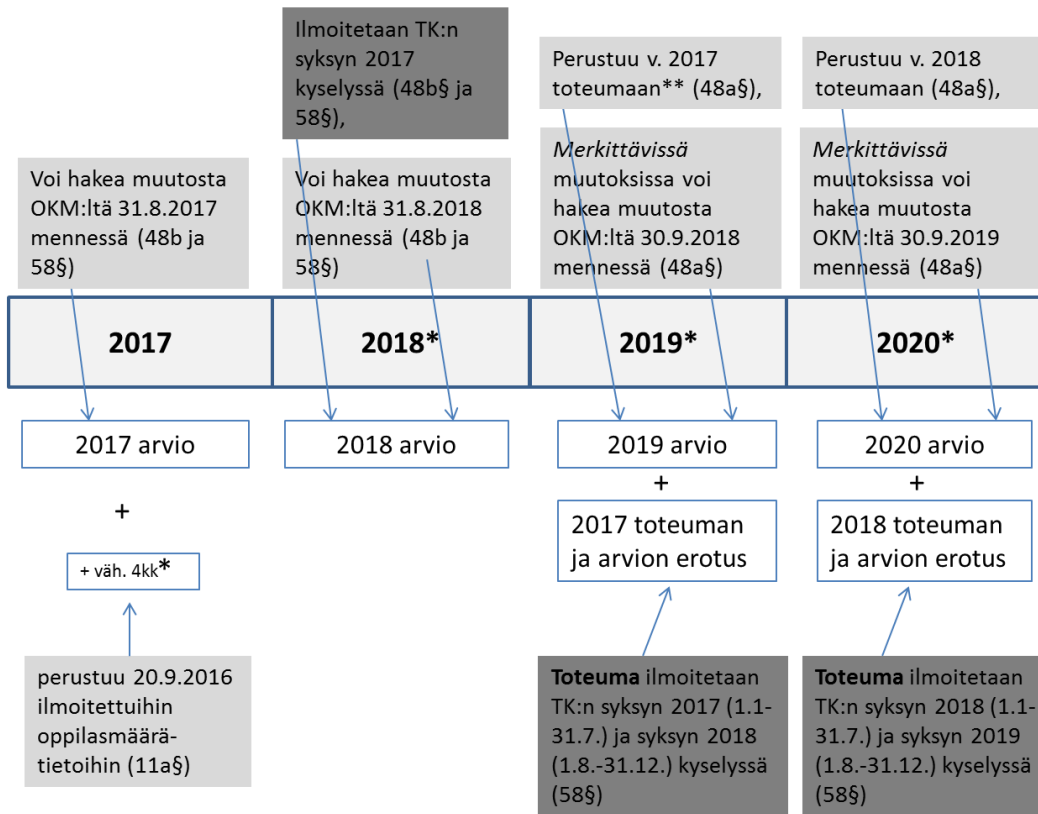 Ilmoitetaan TK:n
syksyn 2017
kyselyssä (48b§ ja
58§),
Perustuu v. 2017
toteumaan** (48a§),
Perustuu v. 2018
toteumaan (48a§),
Voi hakea muutosta
OKM:ltä 31.8.2017
mennessä (48b ja
58§)
Voi hakea muutosta
OKM:ltä 31.8.2018
mennessä (48b ja
58§)
Merkittävissä
muutoksissa voi
hakea muutosta
OKM:ltä 30.9.2018
mennessä (48a§)
Merkittävissä
muutoksissa voi
hakea muutosta
OKM:ltä 30.9.2019
mennessä (48a§)
2017
2018*
2019*
2020*
2017 arvio
2018 arvio
2019 arvio
2020 arvio
+
+
+
+ väh. 4kk*
2017 toteuman
ja arvion erotus
2018 toteuman
ja arvion erotus
perustuu 20.9.2016
ilmoitettuihin
oppilasmäärä-
tietoihin (11a§)
Toteuma ilmoitetaan
TK:n syksyn 2017 (1.1-
31.7.) ja syksyn 2018
(1.8.-31.12.) kyselyssä
(58§)
Toteuma ilmoitetaan
TK:n syksyn 2018 (1.1-
31.7.) ja syksyn 2019
(1.8.-31.12.) kyselyssä
(58§)